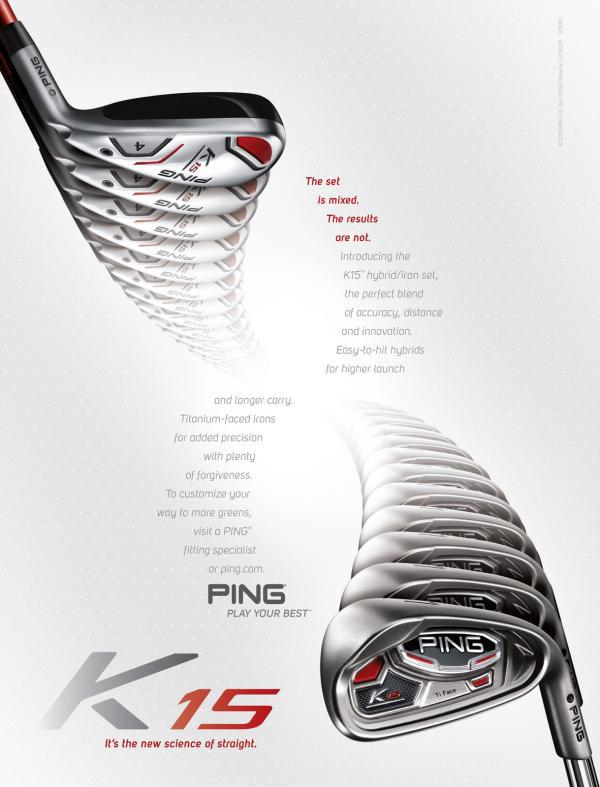 PING
4
K15
PING
The set
is mixed.
The results
are not.
Introducing the
K15™ hybrid/iron set,
the perfect blend
of accuracy, distance
and innovation.
Easy-to-hit hybrids
for higher launch
and longer carry.
Titanium-faced irons
for added precision
with plenty
of forgiveness.
To customize your
way to more greens,
visit a PING®
fitting specialist
or ping.com.
PING®
PLAY YOUR BEST™
PING
K15
Ti Face
PING
K15
It's the new science of straight.